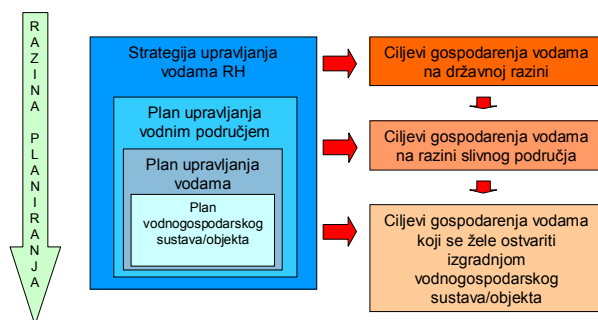 RAZINA PLANIRANJA
Strategija upravljanja
vodama RH
Plan upravljanja
vodnim područjem
Plan upravljanja
vodama
Plan
vodnogospodarskog
sustava/objekta
Ciljevi gospodarenja vodama
na državnoj razini
Ciljevi gospodarenja vodama
na razini slivnog područja
Ciljevi gospodarenja vodama
koji se žele ostvariti
izgradnjom
vodnogospodarskog
sustava/objekta